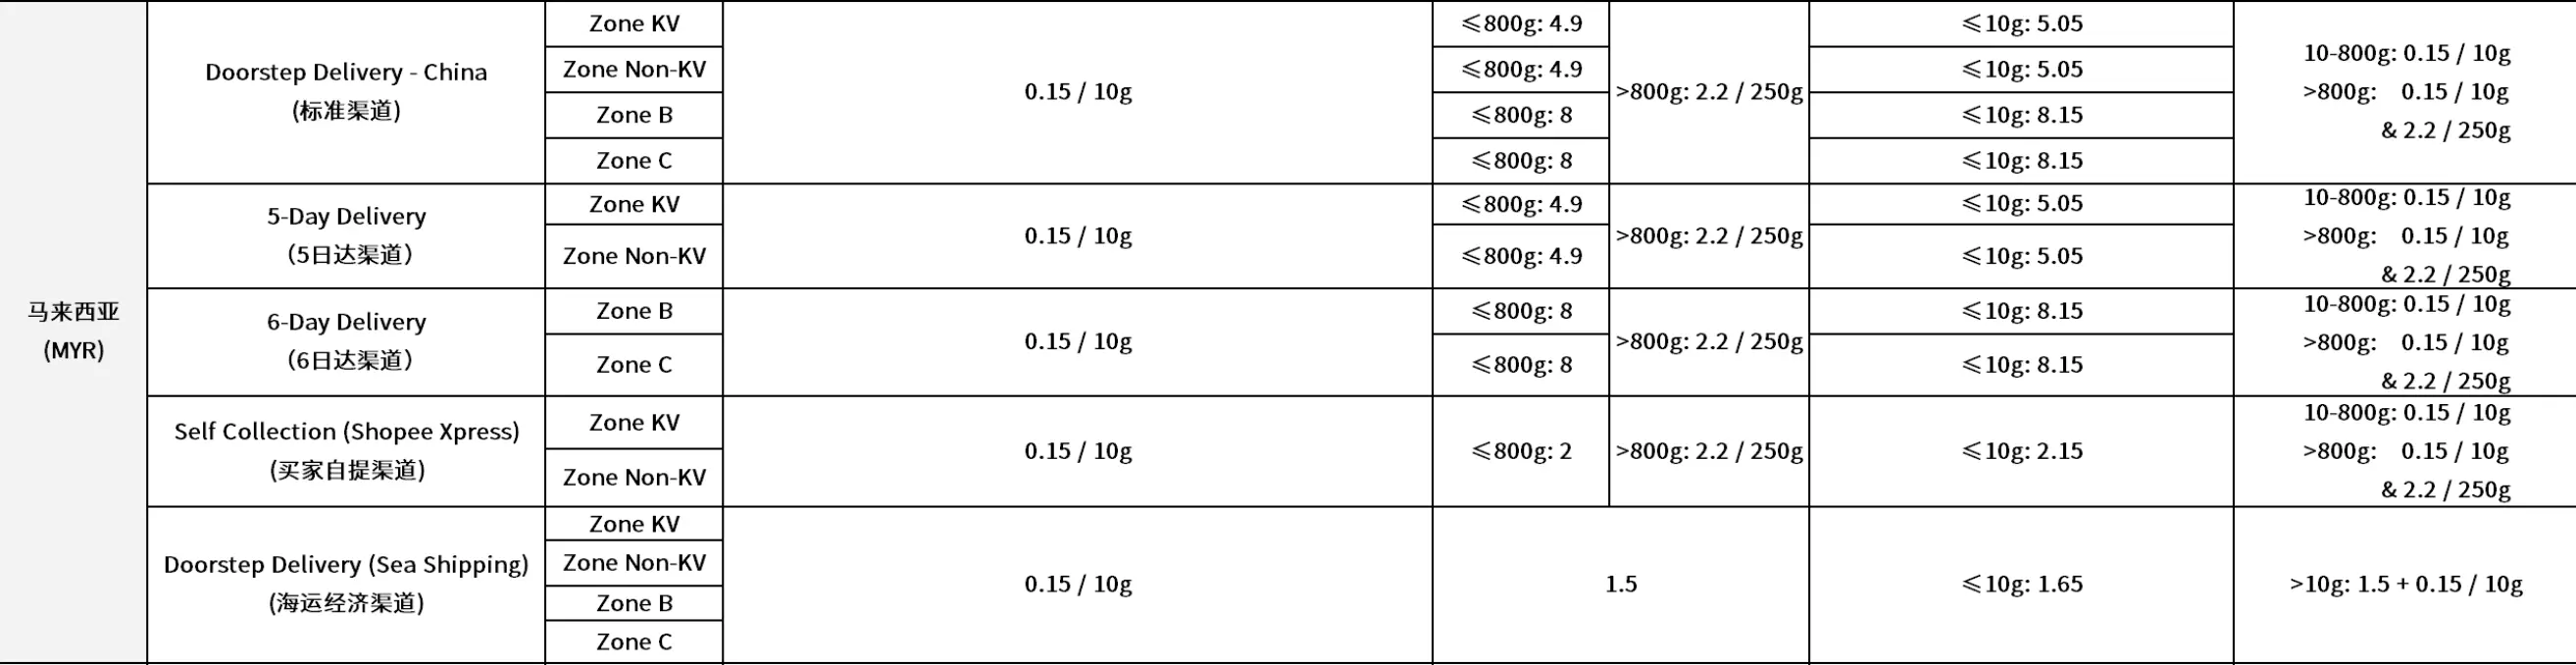 马来西亚
(MYR)
Doorstep Delivery - China
(标准渠道)
Zone KV
Zone Non-KV
Zone B
Zone C
0.15 / 10g
≤800g: 4.9
≤800g: 4.9
≤800g: 8
≤800g: 8
>800g: 2.2 / 250g
≤10g: 5.05
≤10g: 5.05
≤10g: 8.15
≤10g: 8.15
10-800g: 0.15 / 10g
>800g: 0.15 / 10g
& 2.2 / 250g
5-Day Delivery
（5日达渠道）
Zone KV
Zone Non-KV
0.15 / 10g
≤800g: 4.9
≤800g: 4.9
>800g: 2.2 / 250g
≤10g: 5.05
≤10g: 5.05
10-800g: 0.15 / 10g
>800g: 0.15 / 10g
& 2.2 / 250g
6-Day Delivery
（6日达渠道）
Zone B
Zone C
0.15 / 10g
≤800g: 8
≤800g: 8
>800g: 2.2 / 250g
≤10g: 8.15
≤10g: 8.15
10-800g: 0.15 / 10g
>800g: 0.15 / 10g
& 2.2 / 250g
Self Collection (Shopee Xpress)
(买家自提渠道)
Zone KV
Zone Non-KV
0.15 / 10g
≤800g: 2
>800g: 2.2 / 250g
≤10g: 2.15
10-800g: 0.15 / 10g
>800g: 0.15 / 10g
& 2.2 / 250g
Doorstep Delivery (Sea Shipping)
(海运经济渠道)
Zone KV
Zone Non-KV
Zone B
Zone C
0.15 / 10g
1.5
≤10g: 1.65
>10g: 1.5 + 0.15 / 10g